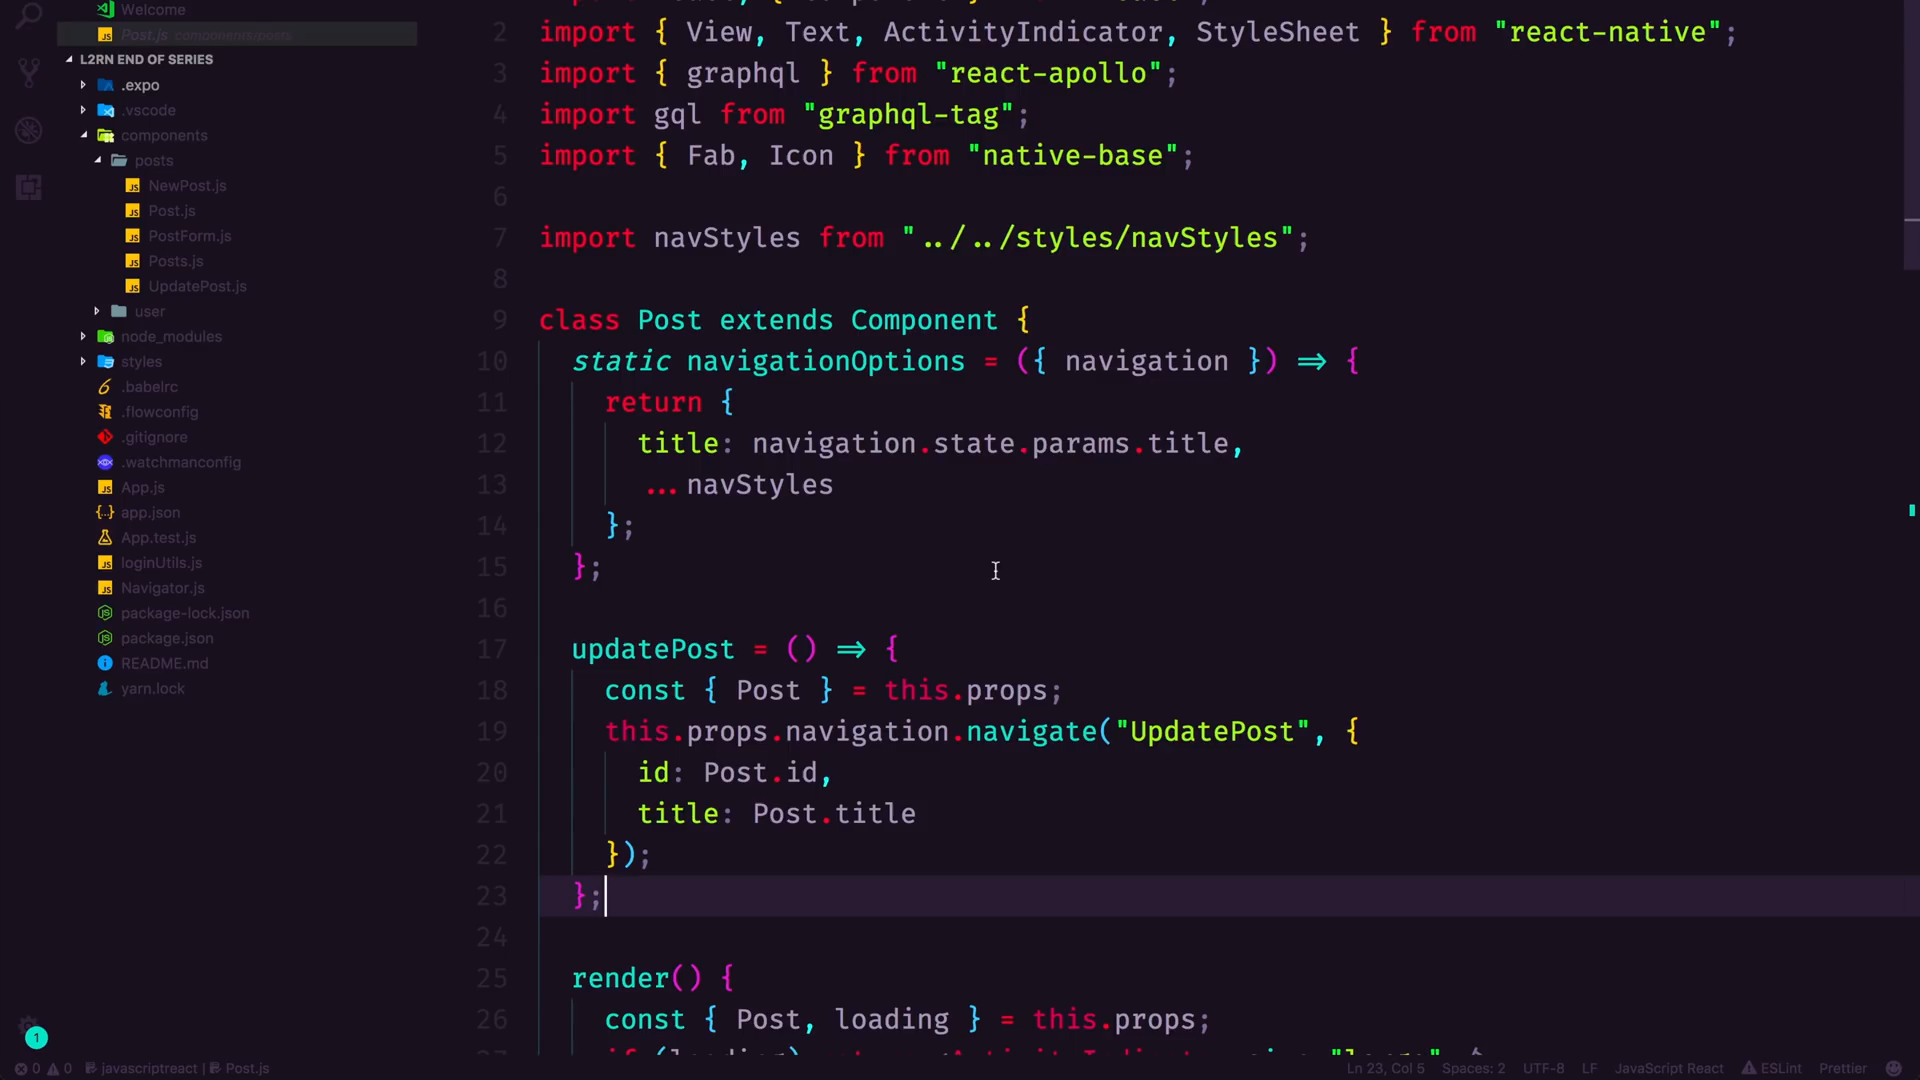 Welcome
Post.js components/posts
L2RN END OF SERIES
.expo
.vscode
components
posts
NewPost.js
Post.js
PostForm.js
Posts.js
UpdatePost.js
user
node_modules
styles
.babelrc
.flowconfig
.gitignore
.watchmanconfig
App.js
app.json
App.test.js
loginUtils.js
Navigator.js
package-lock.json
package.json
README.md
yarn.lock
2 import { View, Text, ActivityIndicator, StyleSheet } from "react-native";
3 import { graphql } from "react-apollo";
4 import gql from "graphql-tag";
5 import { Fab, Icon } from "native-base";
6
7 import navStyles from "../../styles/navStyles";
8
9 class Post extends Component {
10 static navigationOptions = ({ navigation }) => {
11 return {
12 title: navigation.state.params.title,
13 ...navStyles
14 };
15 };
16
17 updatePost = () => {
18 const { Post } = this.props;
19 this.props.navigation.navigate("UpdatePost", {
20 id: Post.id,
21 title: Post.title
22 });
23 };
24
25 render() {
26 const { Post, loading } = this.props;
1
0 0 javascriptreact | Post.js Ln 23, Col 5 Spaces: 2 UTF-8 LF JavaScript React ESLint Prettier